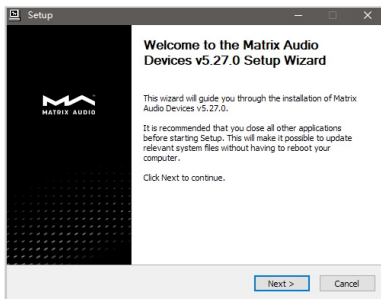 Setup
Welcome to the Matrix Audio
Devices v5.27.0 Setup Wizard
MATRIX AUDIO
This wizard will guide you through the installation of Matrix
Audio Devices v5.27.0.
It is recommended that you close all other applications
before starting Setup. This will make it possible to update
relevant system files without having to reboot your
computer.
Click Next to continue.
Next >
Cancel